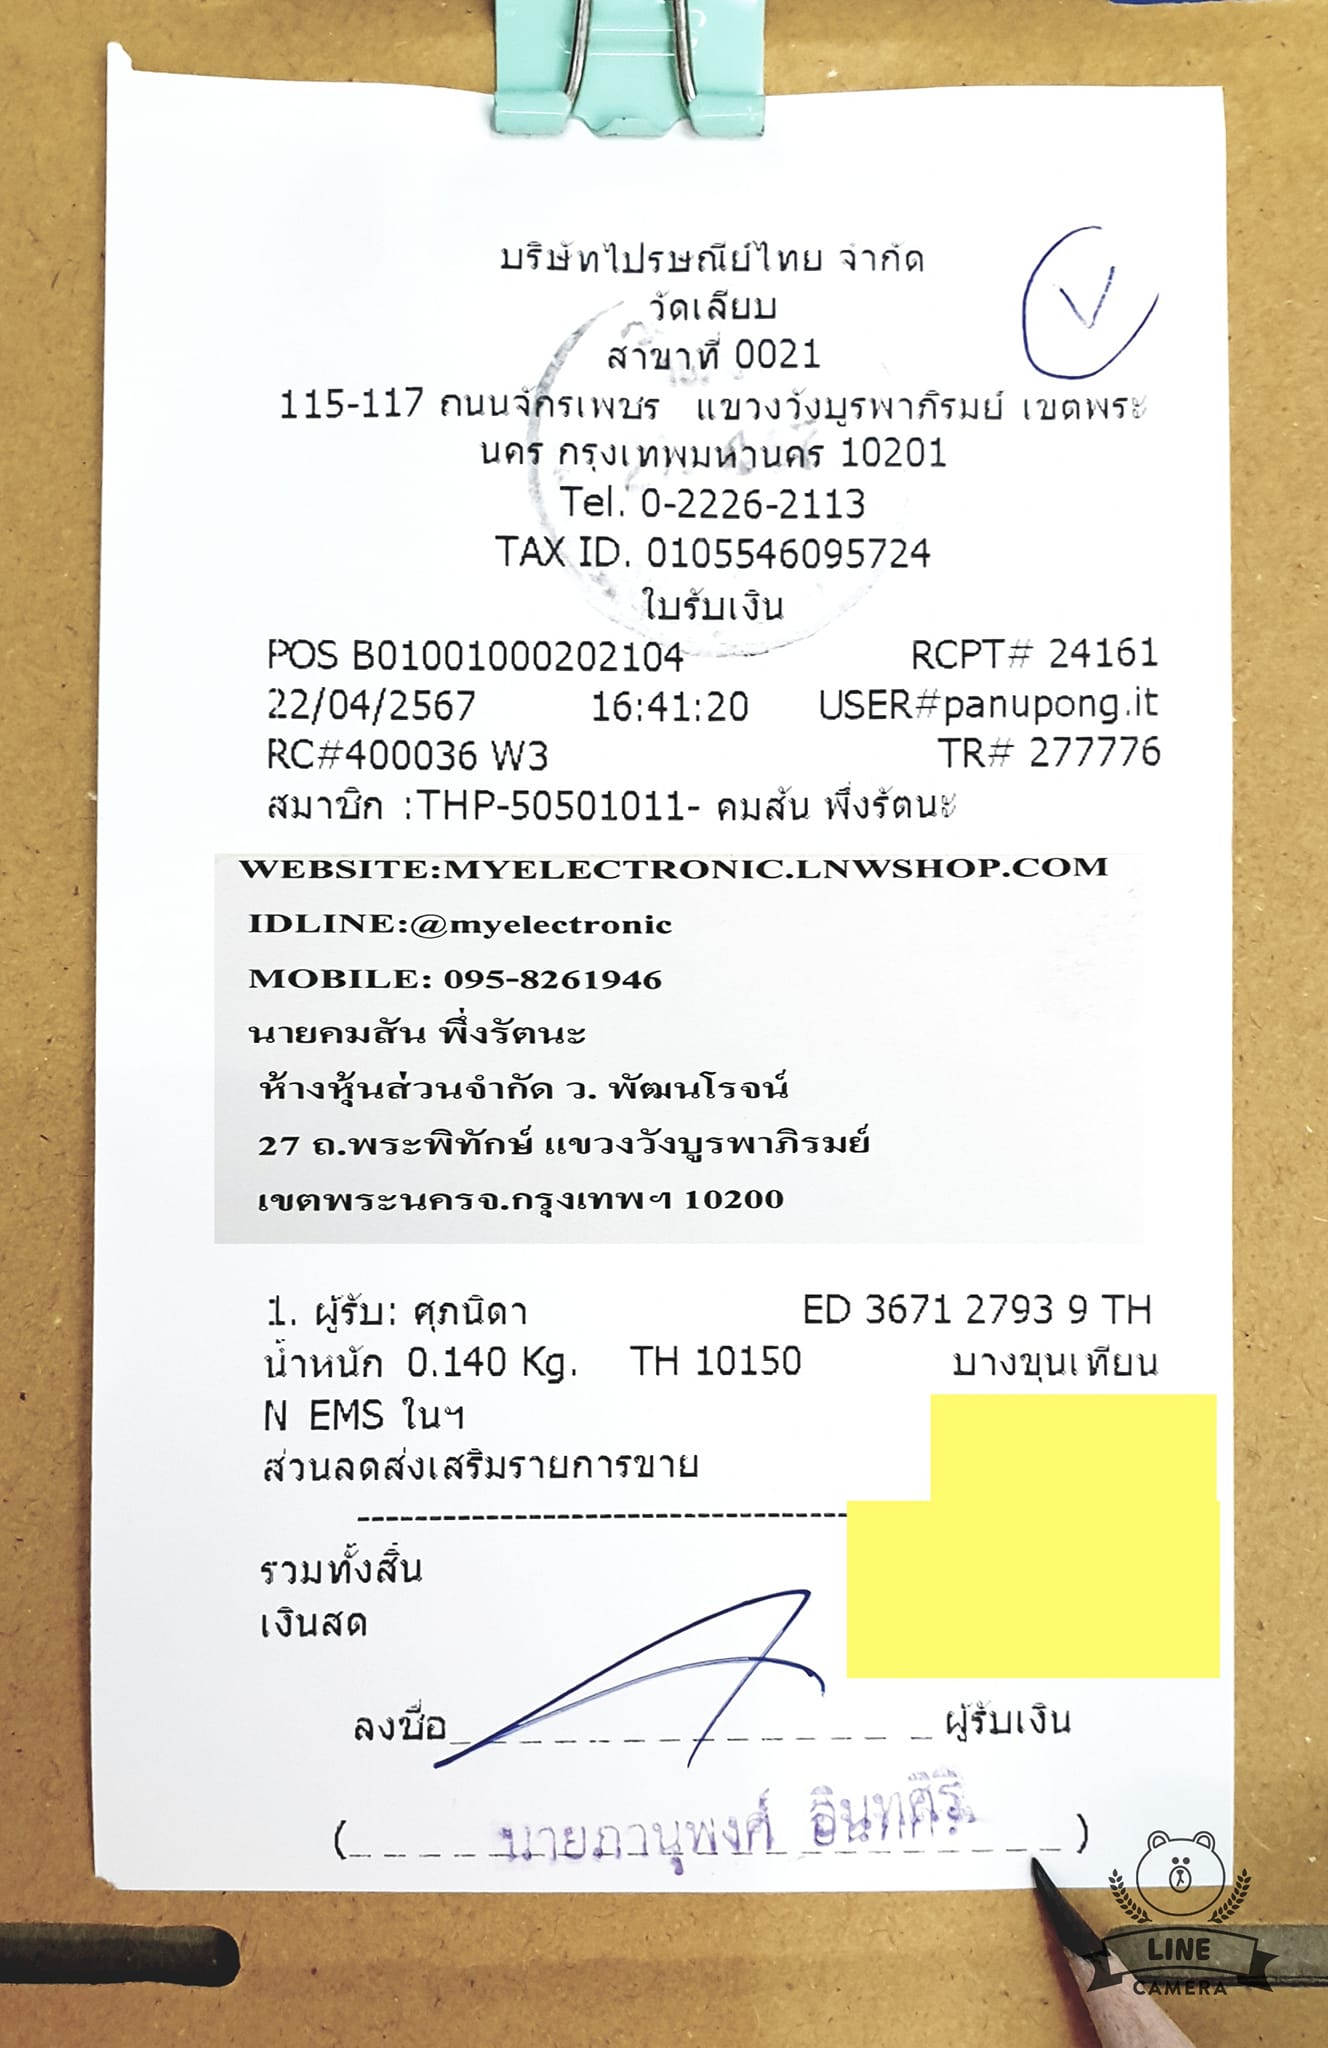 บริษัทไปรษณีย์ไทย จำกัด
วัดเลียบ
สาขาที่ 0021
115-117 ถนนจักรเพชร แขวงวังบูรพาภิรมย์ เขตพระ
นคร กรุงเทพมหานคร 10201
Tel. 0-2226-2113
TAX ID. 0105546095724
ใบรับเงิน
POS B01001000202104 RCPT# 24161
22/04/2567 16:41:20 USER#panupong.it
RC#400036 W3 TR# 277776
สมาชิก :THP-50501011- คมสัน พึ่งรัตนะ
WEBSITE:MYELECTRONIC.LNWSHOP.COM
IDLINE:@myelectronic
MOBILE: 095-8261946
นายคมสัน พึ่งรัตนะ
ห้างหุ้นส่วนจำกัด ว. พัฒนโรจน์
27 ถ.พระพิทักษ์ แขวงวังบูรพาภิรมย์
เขตพระนครจ.กรุงเทพฯ 10200
1. ผู้รับ: ศุภนิดา ED 3671 2793 9 TH
น้ำหนัก 0.140 Kg. TH 10150 บางขุนเทียน
N EMS ในฯ
ส่วนลดส่งเสริมรายการขาย
รวมทั้งสิ้น
เงินสด
ลงชื่อ ผู้รับเงิน
(นายภานุพงศ์ อินทศิริ)
LINE
CAMERA